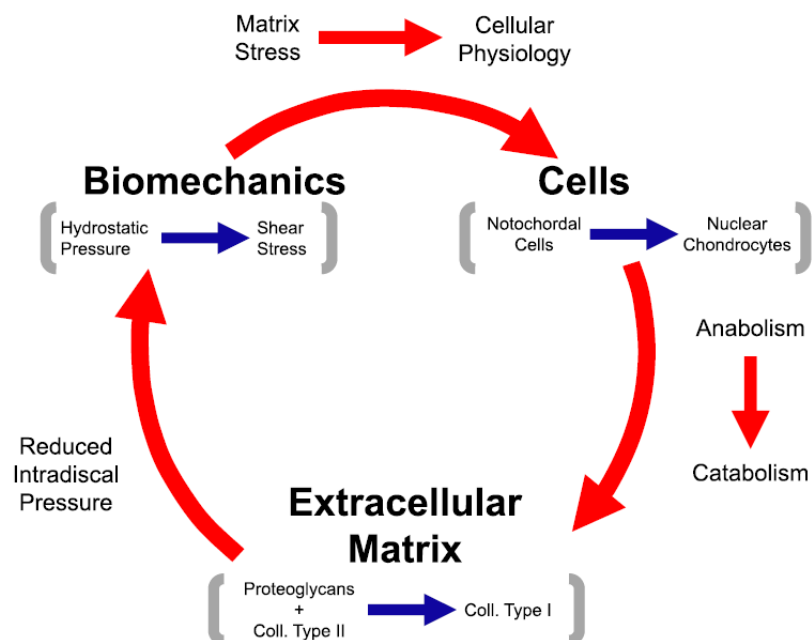 Matrix
Stress
Cellular
Physiology
Biomechanics
Hydrostatic
Pressure
Shear
Stress
Cells
Notochordal
Cells
Nuclear
Chondrocytes
Anabolism
Catabolism
Reduced
Intradiscal
Pressure
Extracellular
Matrix
Proteoglycans
+
Coll. Type II
Coll. Type I